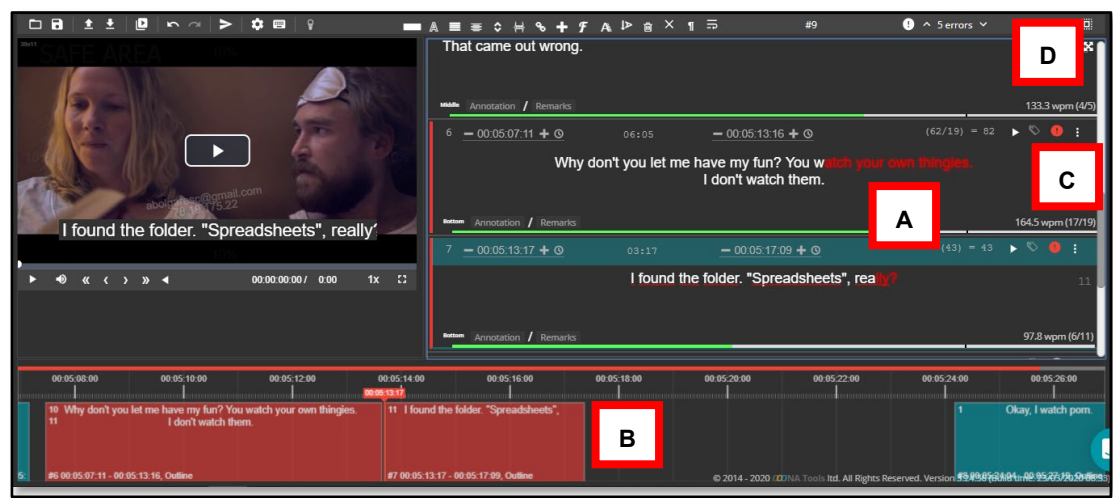 #9
5 errors
D
30x11
SAFE AREA
10%
That came out wrong.
Middle Annotation / Remarks
133.3 wpm (4/5)
6 00:05:07:11 06:05 00:05:13:16 (62/19) = 82
Why don't you let me have my fun? You watch your own thingies.
I don't watch them.
C
A
Bottom Annotation / Remarks
164.5 wpm (17/19)
7 00:05:13:17 03:17 00:05:17:09 (43) = 43
I found the folder. "Spreadsheets", really?
11
Bottom Annotation / Remarks
97.8 wpm (6/11)
I found the folder. "Spreadsheets", really?
00:00:00:00 / 0:00 1x
00:05:08:00 00:05:10:00 00:05:12:00 00:05:14:00 00:05:16:00 00:05:18:00 00:05:20:00 00:05:22:00 00:05:24:00 00:05:26:00
00:05:13:17
10 Why don't you let me have my fun? You watch your own thingies.
11 I don't watch them.
#6 00:05:07:11 - 00:05:13:16, Outline
11 I found the folder. "Spreadsheets",
#7 00:05:13:17 - 00:05:17:09, Outline
B
1 Okay, I watch porn.
© 2014 - 2020 OOONA Tools ltd. All Rights Reserved. Version